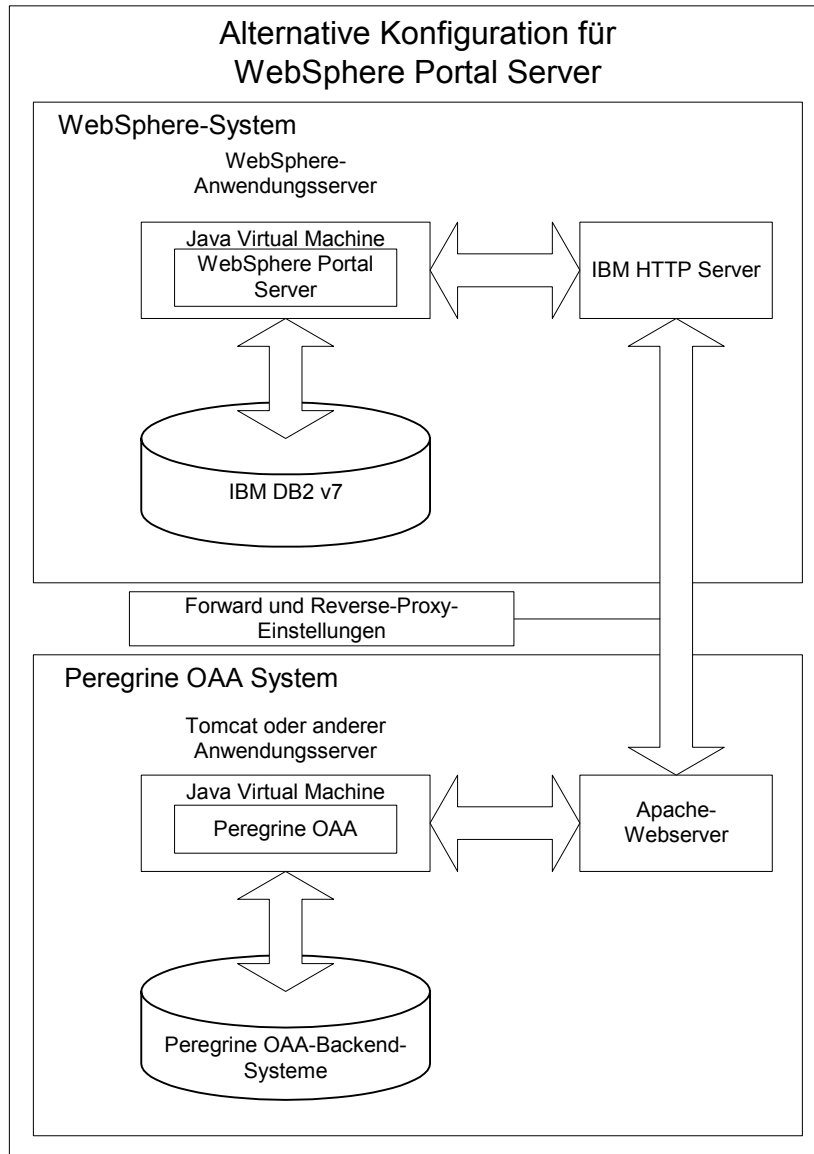 Alternative Konfiguration für
WebSphere Portal Server
WebSphere-System
WebSphere-
Anwendungsserver
Java Virtual Machine
WebSphere Portal
Server
IBM HTTP Server
IBM DB2 v7
Forward und Reverse-Proxy-
Einstellungen
Peregrine OAA System
Tomcat oder anderer
Anwendungsserver
Java Virtual Machine
Peregrine OAA
Apache-
Webserver
Peregrine OAA-Backend-
Systeme